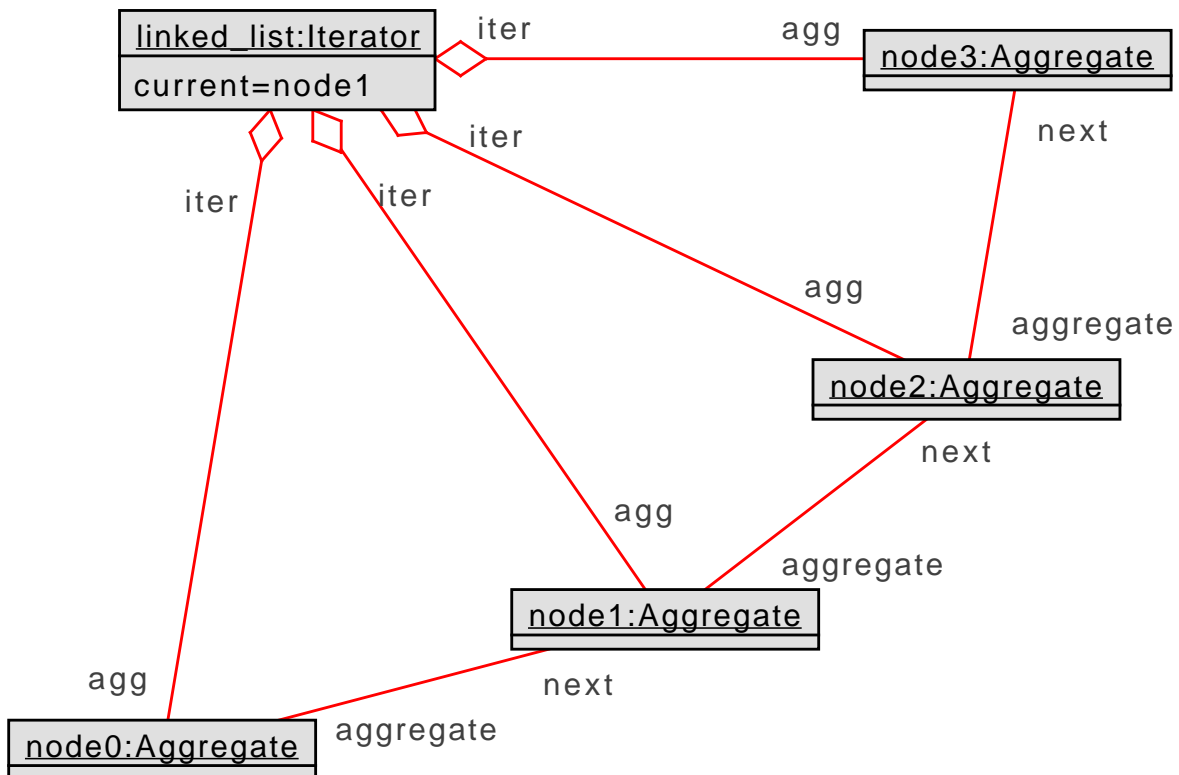 linked_list:Iterator
current=node1
iter
agg
node3:Aggregate
next
iter
iter
iter
agg
aggregate
node2:Aggregate
next
agg
aggregate
node1:Aggregate
next
agg
aggregate
node0:Aggregate